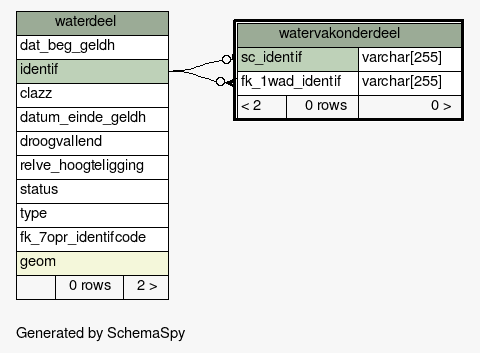 waterdeel
dat_beg_geldh
identif
clazz
datum_einde_geldh
droogvallend
relve_hoogteligging
status
type
fk_7opr_identifcode
geom
0 rows 2 >
watervakonderdeel
sc_identif varchar[255]
fk_1wad_identif varchar[255]
< 2 0 rows 0 >
Generated by SchemaSpy